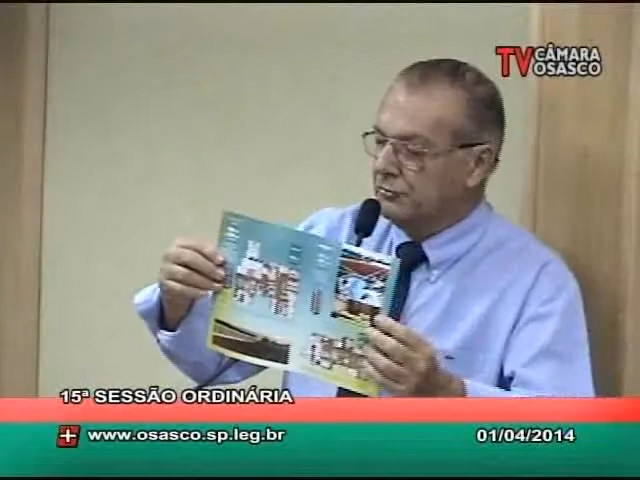 TV CÂMARA
OSASCO
15ª SESSÃO ORDINÁRIA
www.osasco.sp.leg.br
01/04/2014